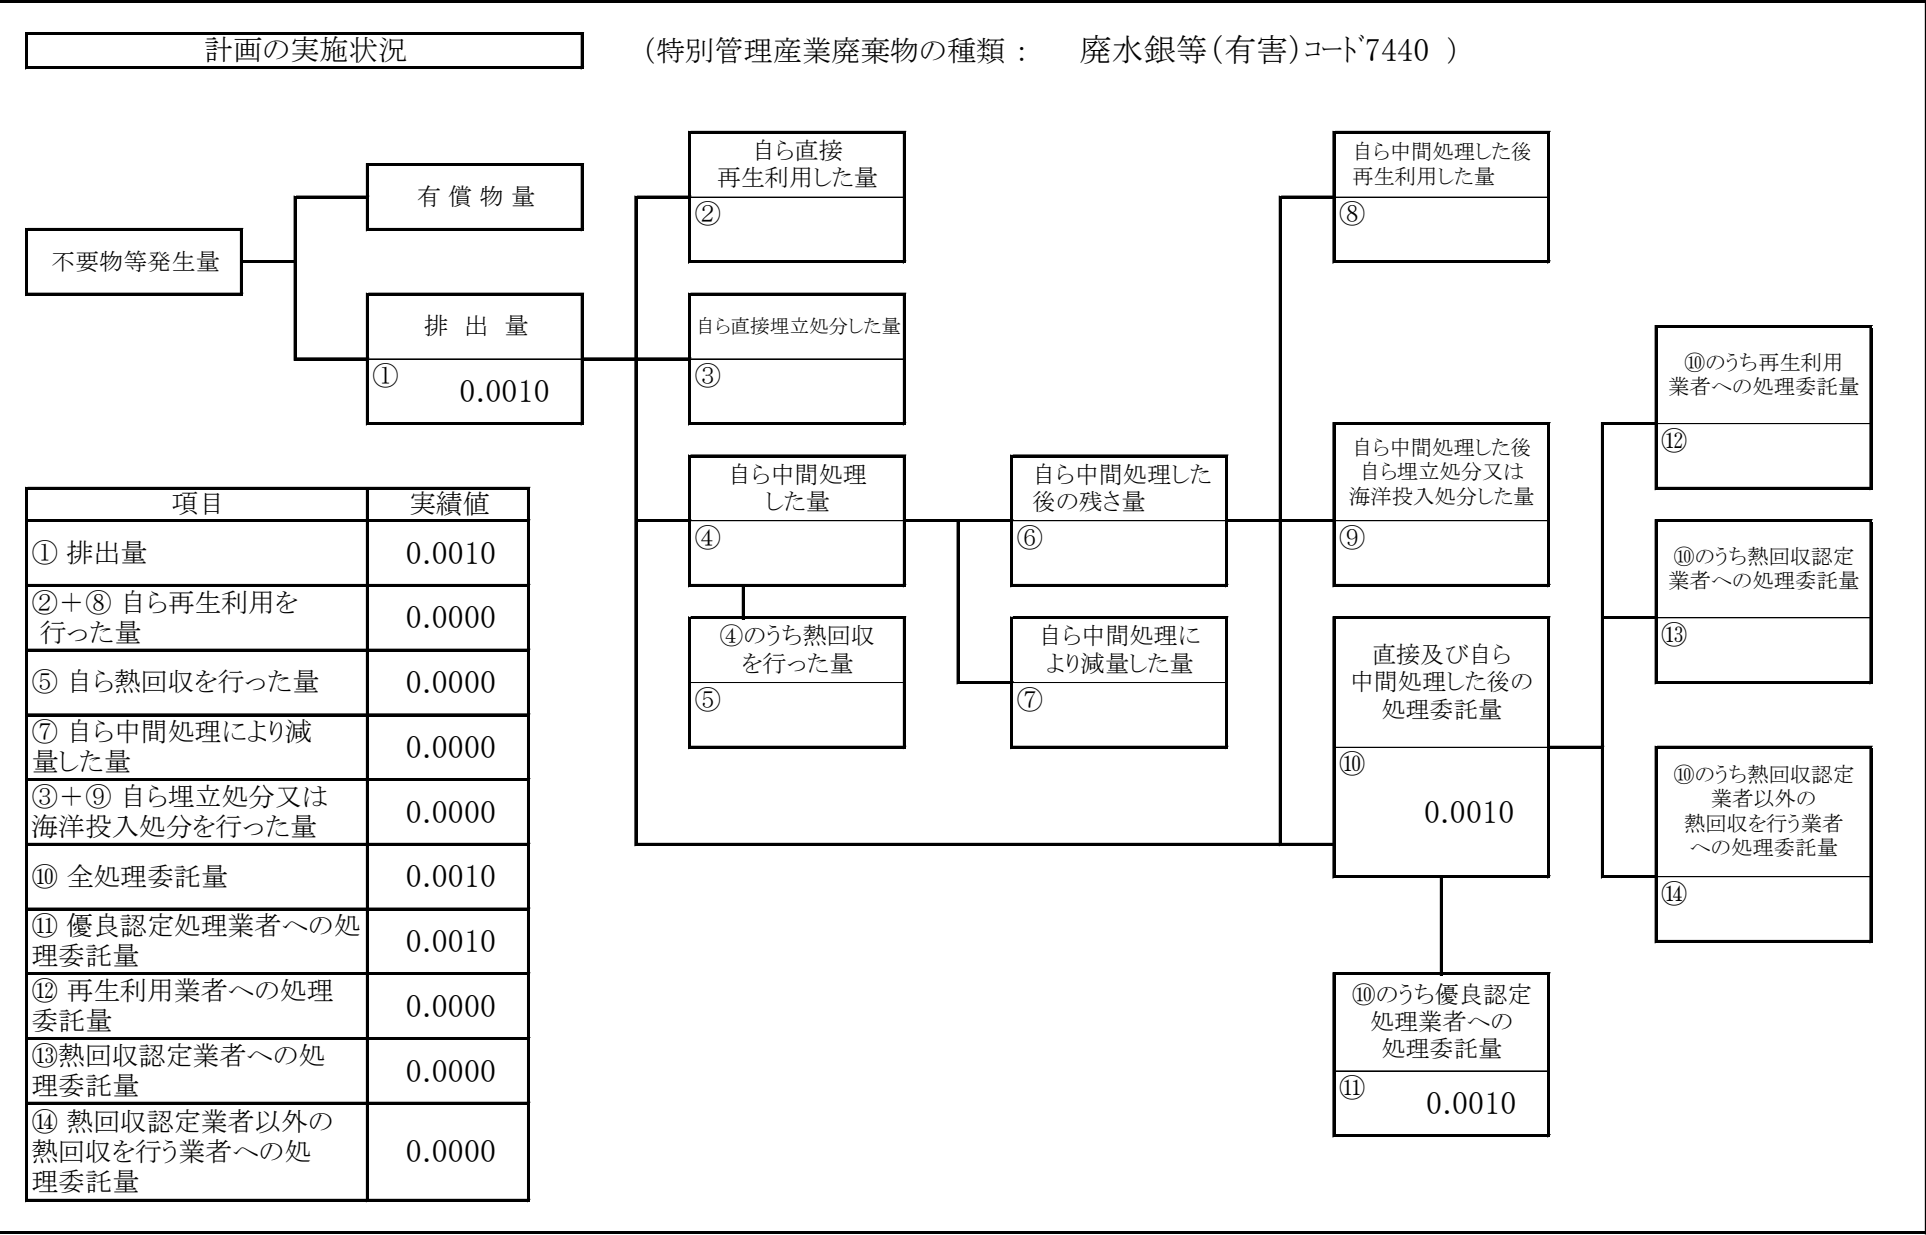 計画の実施状況
（特別管理産業廃棄物の種類： 廃水銀等（有害）コード7440 ）
不要物等発生量
有 償 物 量
排 出 量
① 0.0010
自ら直接
再生利用した量
②
自ら直接埋立処分した量
③
自ら中間処理
した量
④
④のうち熱回収
を行った量
⑤
自ら中間処理した
後の残さ量
⑥
自ら中間処理に
より減量した量
⑦
自ら中間処理した後
再生利用した量
⑧
自ら中間処理した後
自ら埋立処分又は
海洋投入処分した量
⑨
直接及び自ら
中間処理した後の
処理委託量
⑩
0.0010
⑩のうち優良認定
処理業者への
処理委託量
⑪ 0.0010
⑩のうち再生利用
業者への処理委託量
⑫
⑩のうち熱回収認定
業者への処理委託量
⑬
⑩のうち熱回収認定
業者以外の
熱回収を行う業者
への処理委託量
⑭
項目 実績値
① 排出量 0.0010
②＋⑧ 自ら再生利用を
行った量 0.0000
⑤ 自ら熱回収を行った量 0.0000
⑦ 自ら中間処理により減
量した量 0.0000
③＋⑨ 自ら埋立処分又は
海洋投入処分を行った量 0.0000
⑩ 全処理委託量 0.0010
⑪ 優良認定処理業者への処
理委託量 0.0010
⑫ 再生利用業者への処理
委託量 0.0000
⑬熱回収認定業者への処
理委託量 0.0000
⑭ 熱回収認定業者以外の
熱回収を行う業者への処 0.0000
理委託量